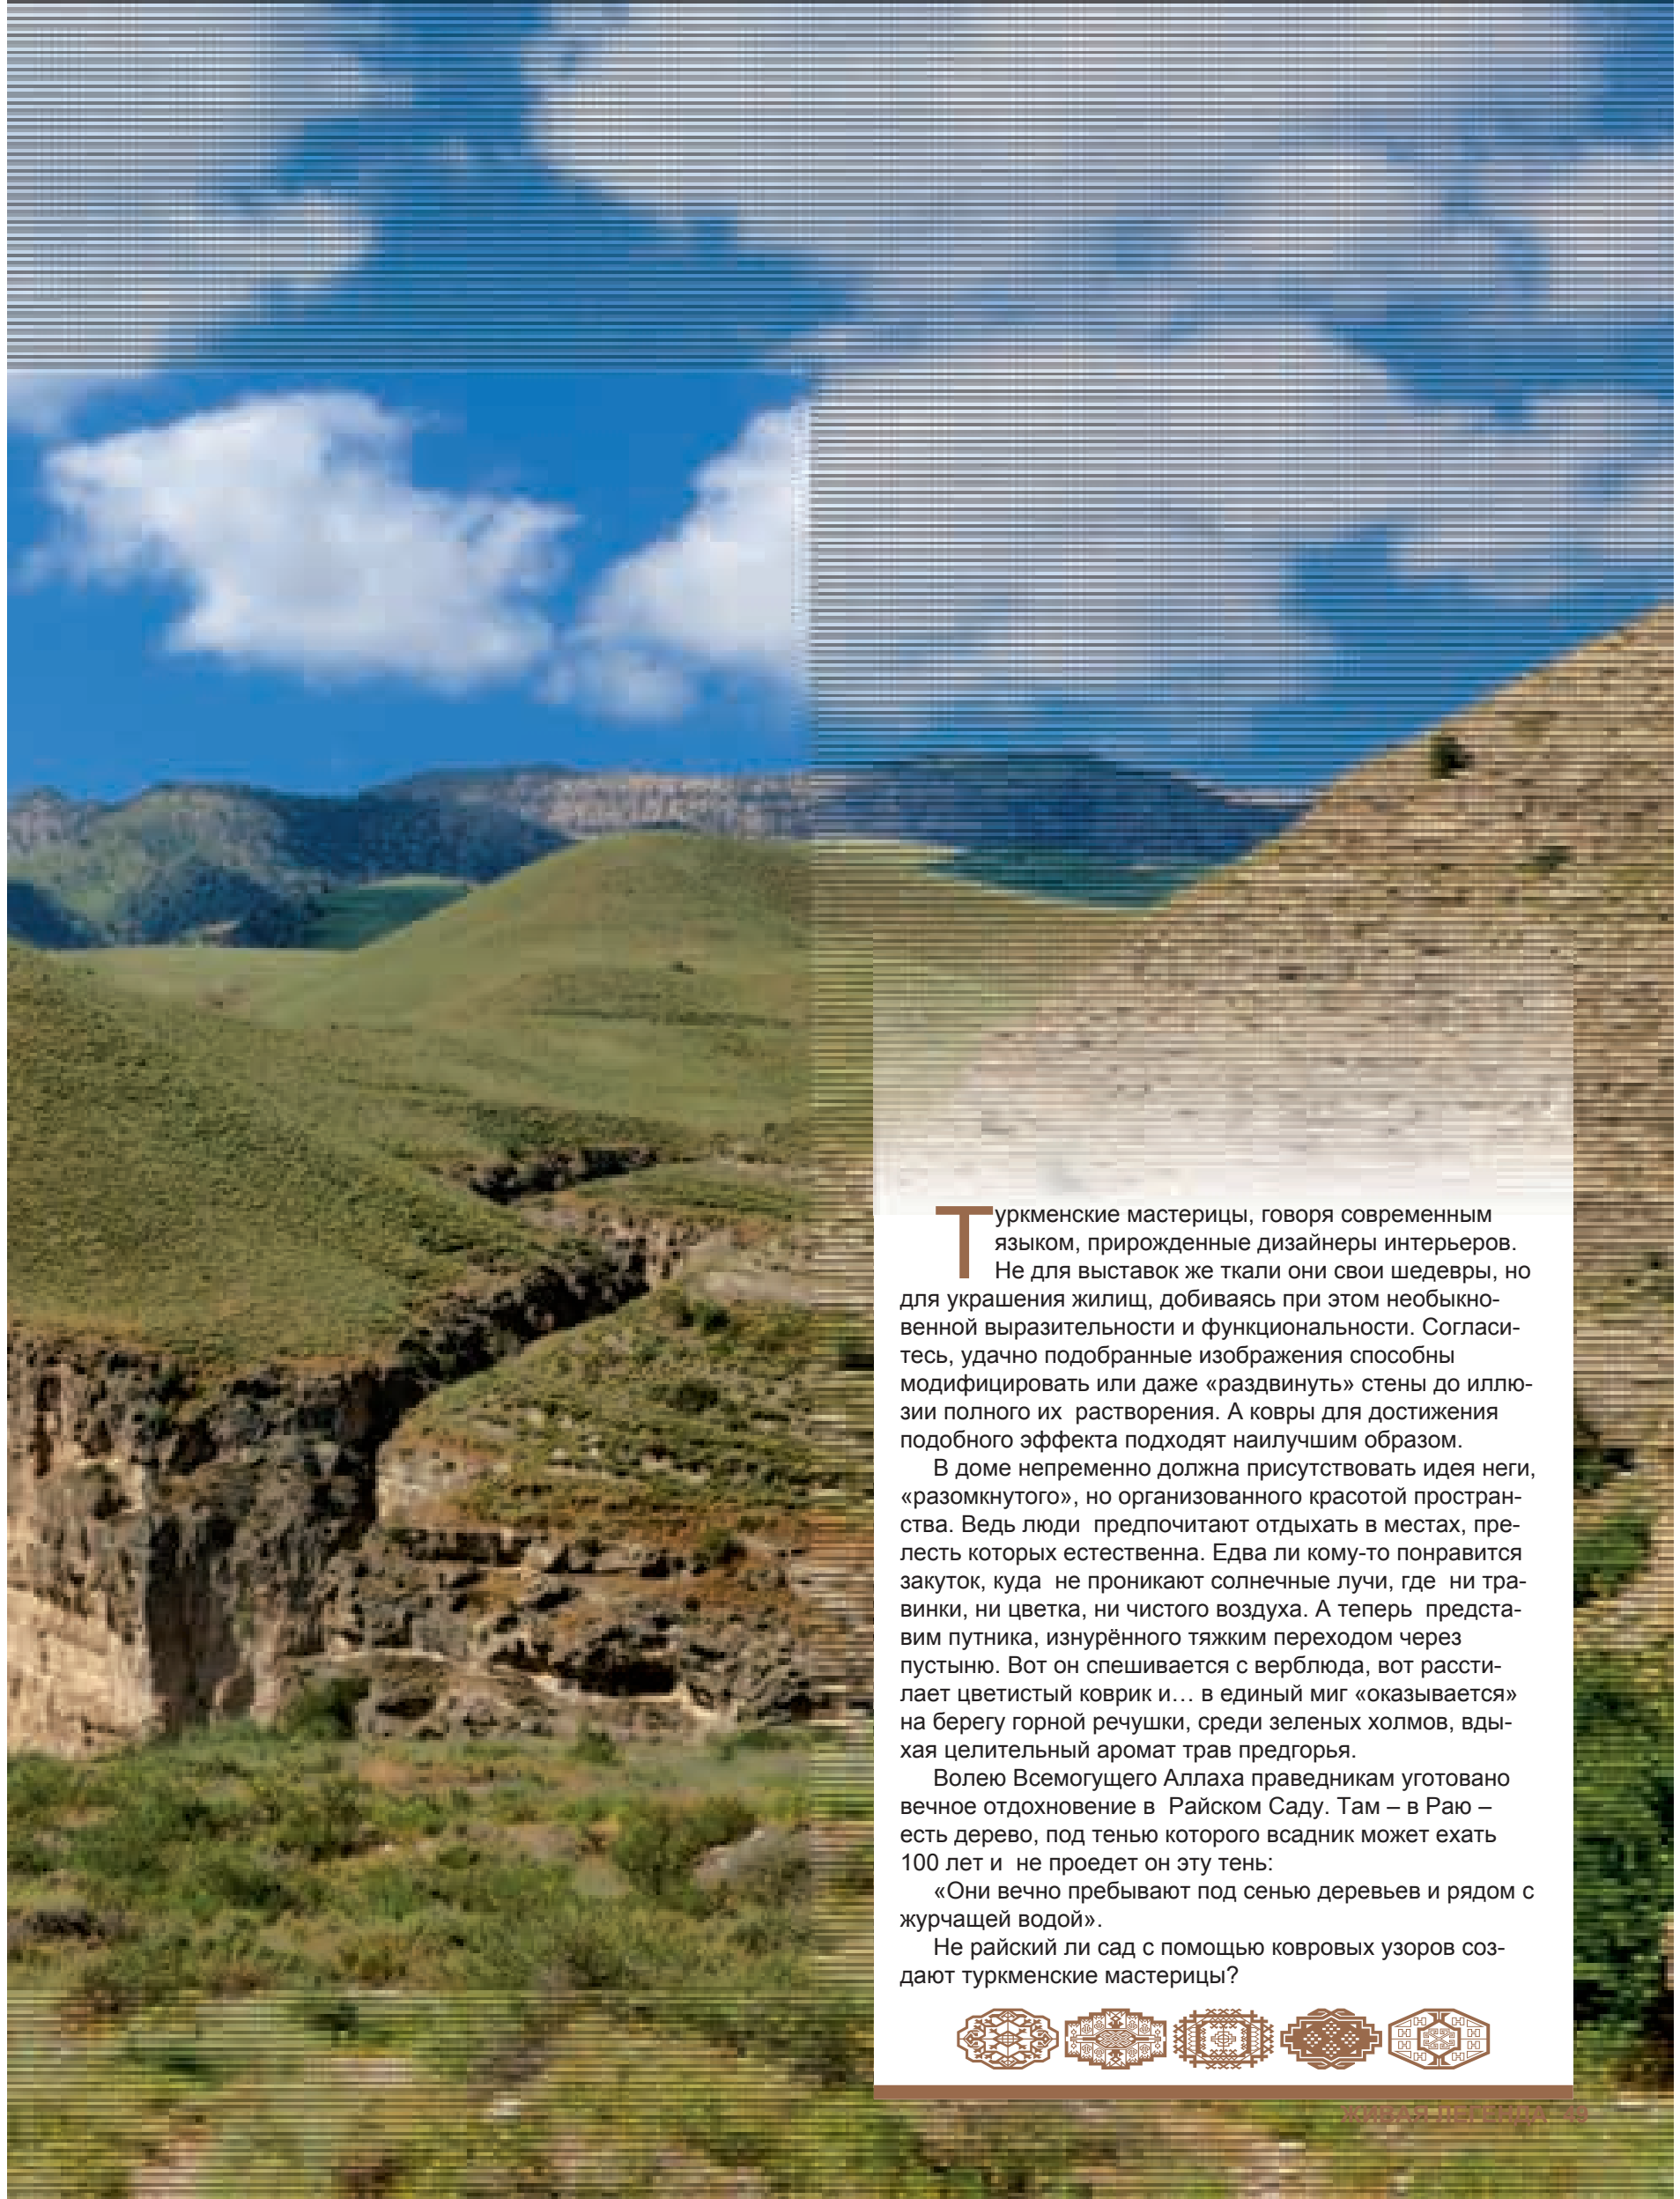 Туркменские мастерицы, говоря современным
языком, прирожденные дизайнеры интерьеров.
Не для выставок же ткали они свои шедевры, но
для украшения жилищ, добиваясь при этом необыкно-
венной выразительности и функциональности. Согласи-
тесь, удачно подобранные изображения способны
модифицировать или даже «раздвинуть» стены до иллю-
зии полного их растворения. А ковры для достижения
подобного эффекта подходят наилучшим образом.
В доме непременно должна присутствовать идея неги,
«разомкнутого», но организованного красотой простран-
ства. Ведь люди предпочитают отдыхать в местах, пре-
лесть которых естественна. Едва ли кому-то понравится
закуток, куда не проникают солнечные лучи, где ни тра-
винки, ни цветка, ни чистого воздуха. А теперь предста-
вим путника, изнурённого тяжким переходом через
пустыню. Вот он спешивается с верблюда, вот рассти-
лает цветистый коврик и… в единый миг «оказывается»
на берегу горной речушки, среди зеленых холмов, вды-
хая целительный аромат трав предгорья.
Волею Всемогущего Аллаха праведникам уготовано
вечное отдохновение в Райском Саду. Там – в Раю –
есть дерево, под тенью которого всадник может ехать
100 лет и не проедет он эту тень:
«Они вечно пребывают под сенью деревьев и рядом с
журчащей водой».
Не райский ли сад с помощью ковровых узоров соз-
дают туркменские мастерицы?
ЖИВАЯ ЛЕГЕНДА